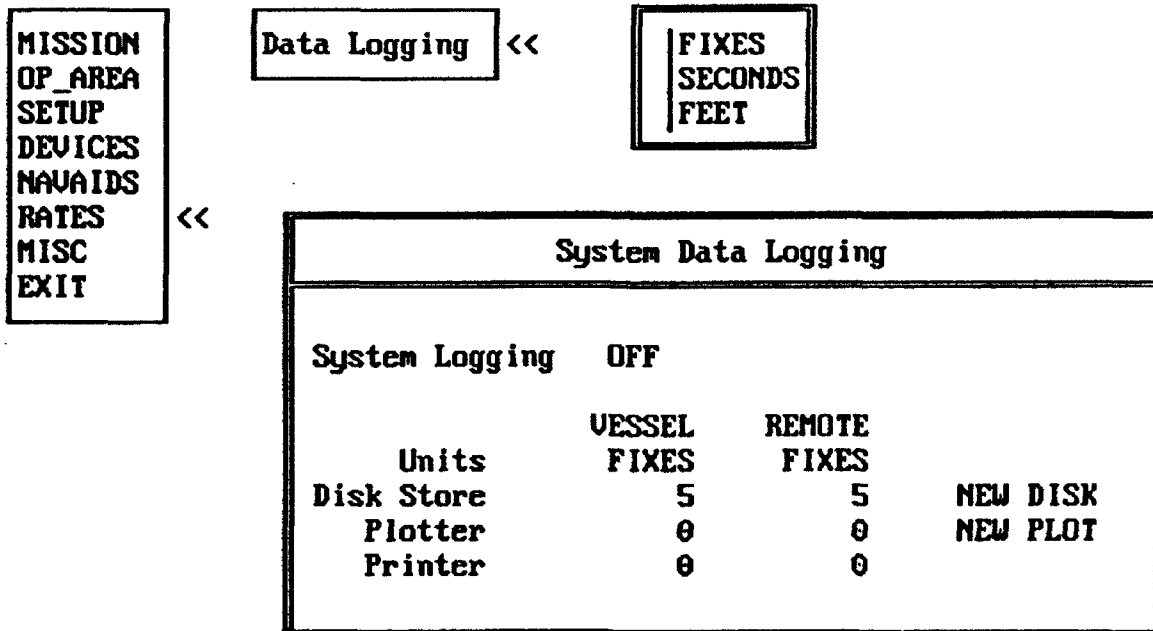 MISSION
OP_AREA
SETUP
DEVICES
NAVAIDS
RATES <<
MISC
EXIT
Data Logging <<
FIXES
SECONDS
FEET
System Data Logging
System Logging OFF
VESSEL REMOTE
Units FIXES FIXES
Disk Store 5 5 NEW DISK
Plotter 0 0 NEW PLOT
Printer 0 0